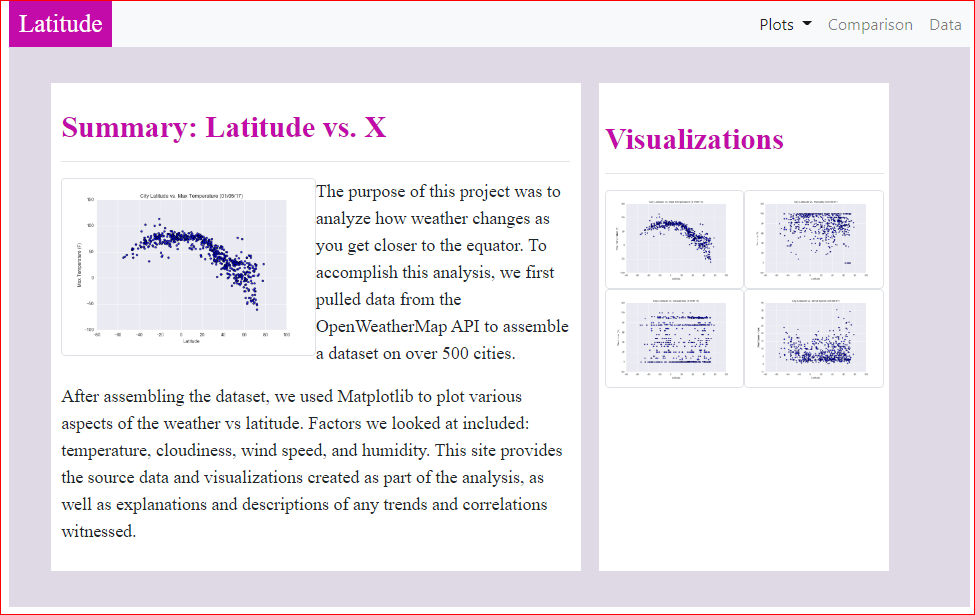 Latitude
Plots
Comparison
Data
Summary: Latitude vs. X
City Latitude vs. Max Temperature (01/05/17)
Max Temperature (F)
150
100
50
0
-50
-100
-80
-60
-40
-20
0
20
40
60
80
100
Latitude
The purpose of this project was to
analyze how weather changes as
you get closer to the equator. To
accomplish this analysis, we first
pulled data from the
OpenWeatherMap API to assemble
a dataset on over 500 cities.
After assembling the dataset, we used Matplotlib to plot various
aspects of the weather vs latitude. Factors we looked at included:
temperature, cloudiness, wind speed, and humidity. This site provides
the source data and visualizations created as part of the analysis, as
well as explanations and descriptions of any trends and correlations
witnessed.
Visualizations